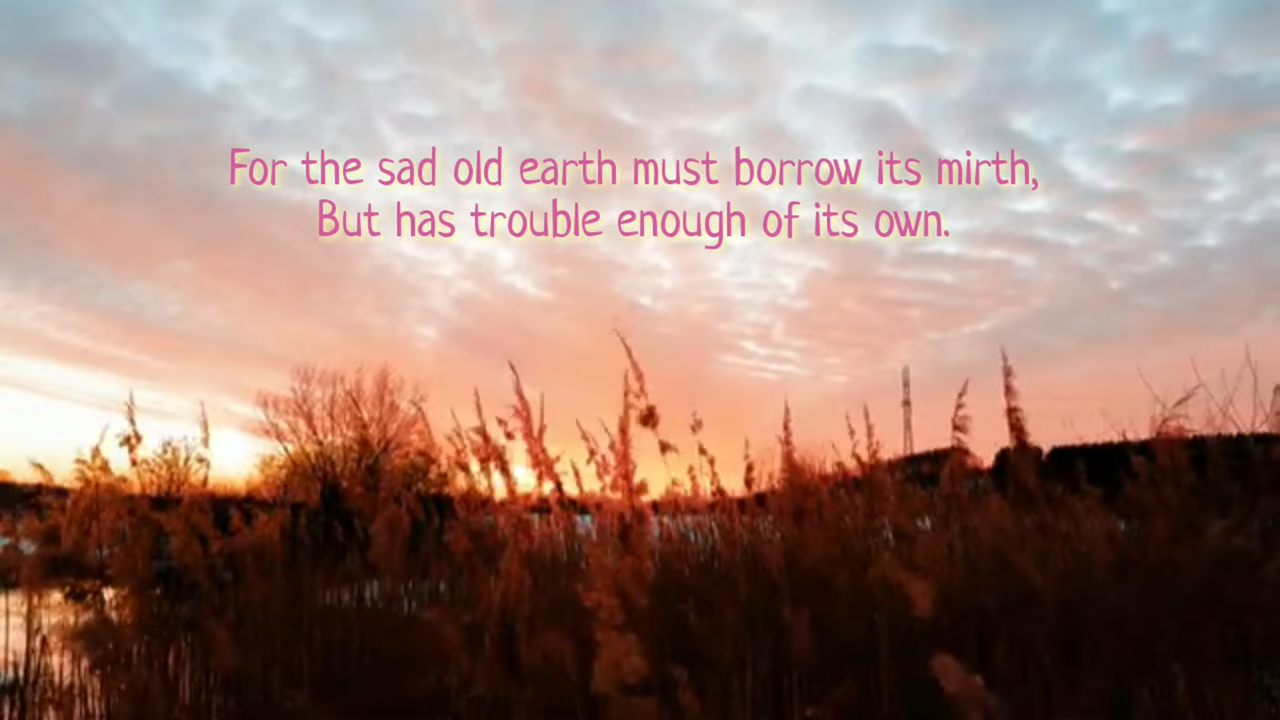 For the sad old earth must borrow its mirth,
But has trouble enough of its own.